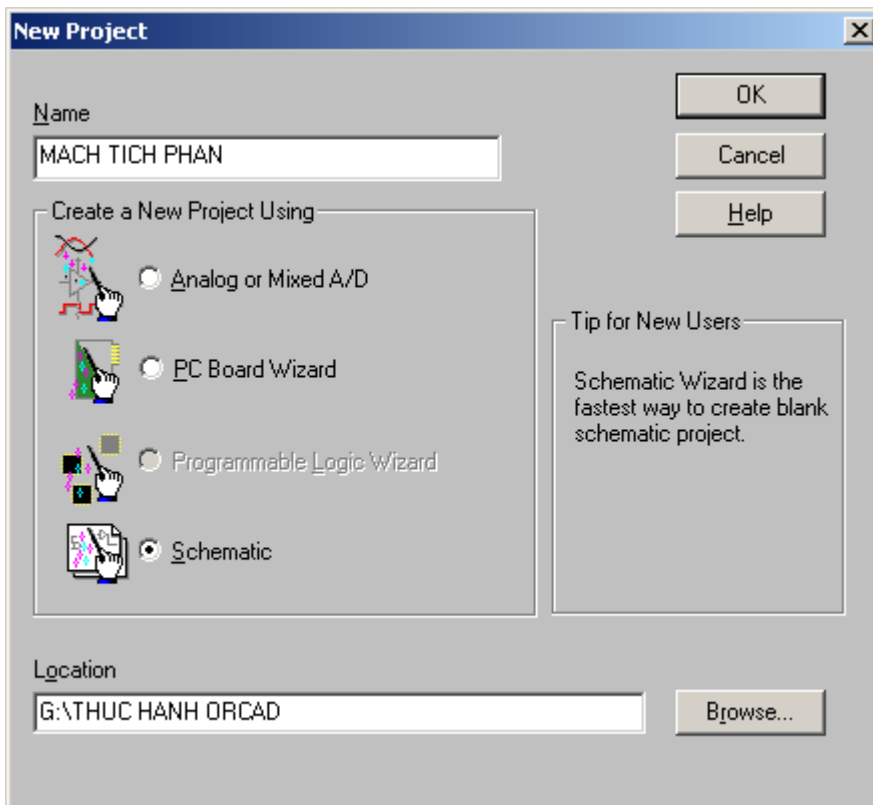 New Project
Name
MACH TICH PHAN
OK
Cancel
Help
Create a New Project Using
Analog or Mixed A/D
PC Board Wizard
Programmable Logic Wizard
Schematic
Tip for New Users
Schematic Wizard is the
fastest way to create blank
schematic project.
Location
G:\THUC HANH ORCAD
Browse...